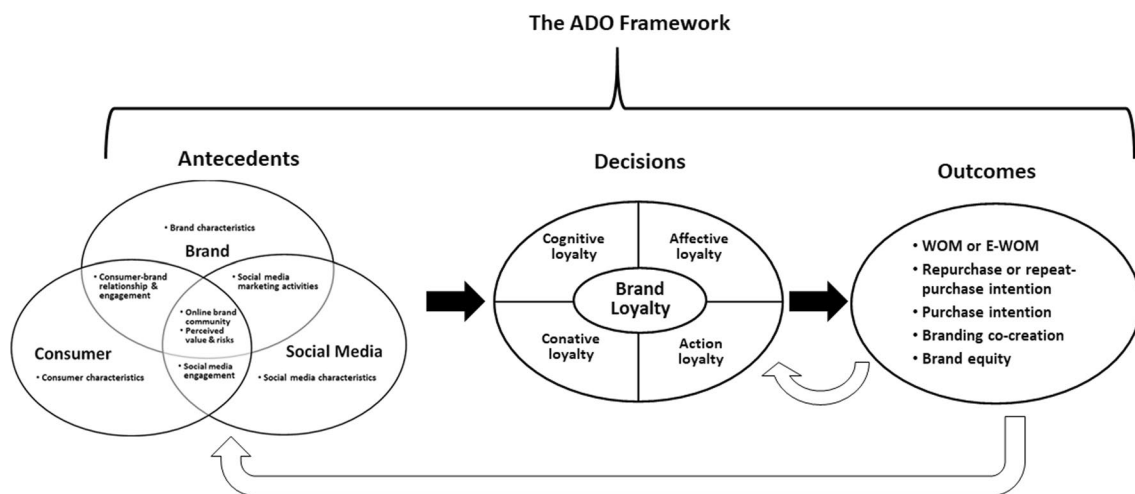 The ADO Framework
Antecedents
• Brand characteristics
Brand
• Consumer-brand
relationship &
engagement
• Social media
marketing activities
• Online brand
community
• Perceived
value & risks
Consumer
• Consumer characteristics
• Social media
engagement
Social Media
• Social media characteristics
Decisions
Cognitive
loyalty
Affective
loyalty
Brand
Loyalty
Conative
loyalty
Action
loyalty
Outcomes
• WOM or E-WOM
• Repurchase or repeat-
purchase intention
• Purchase intention
• Branding co-creation
• Brand equity